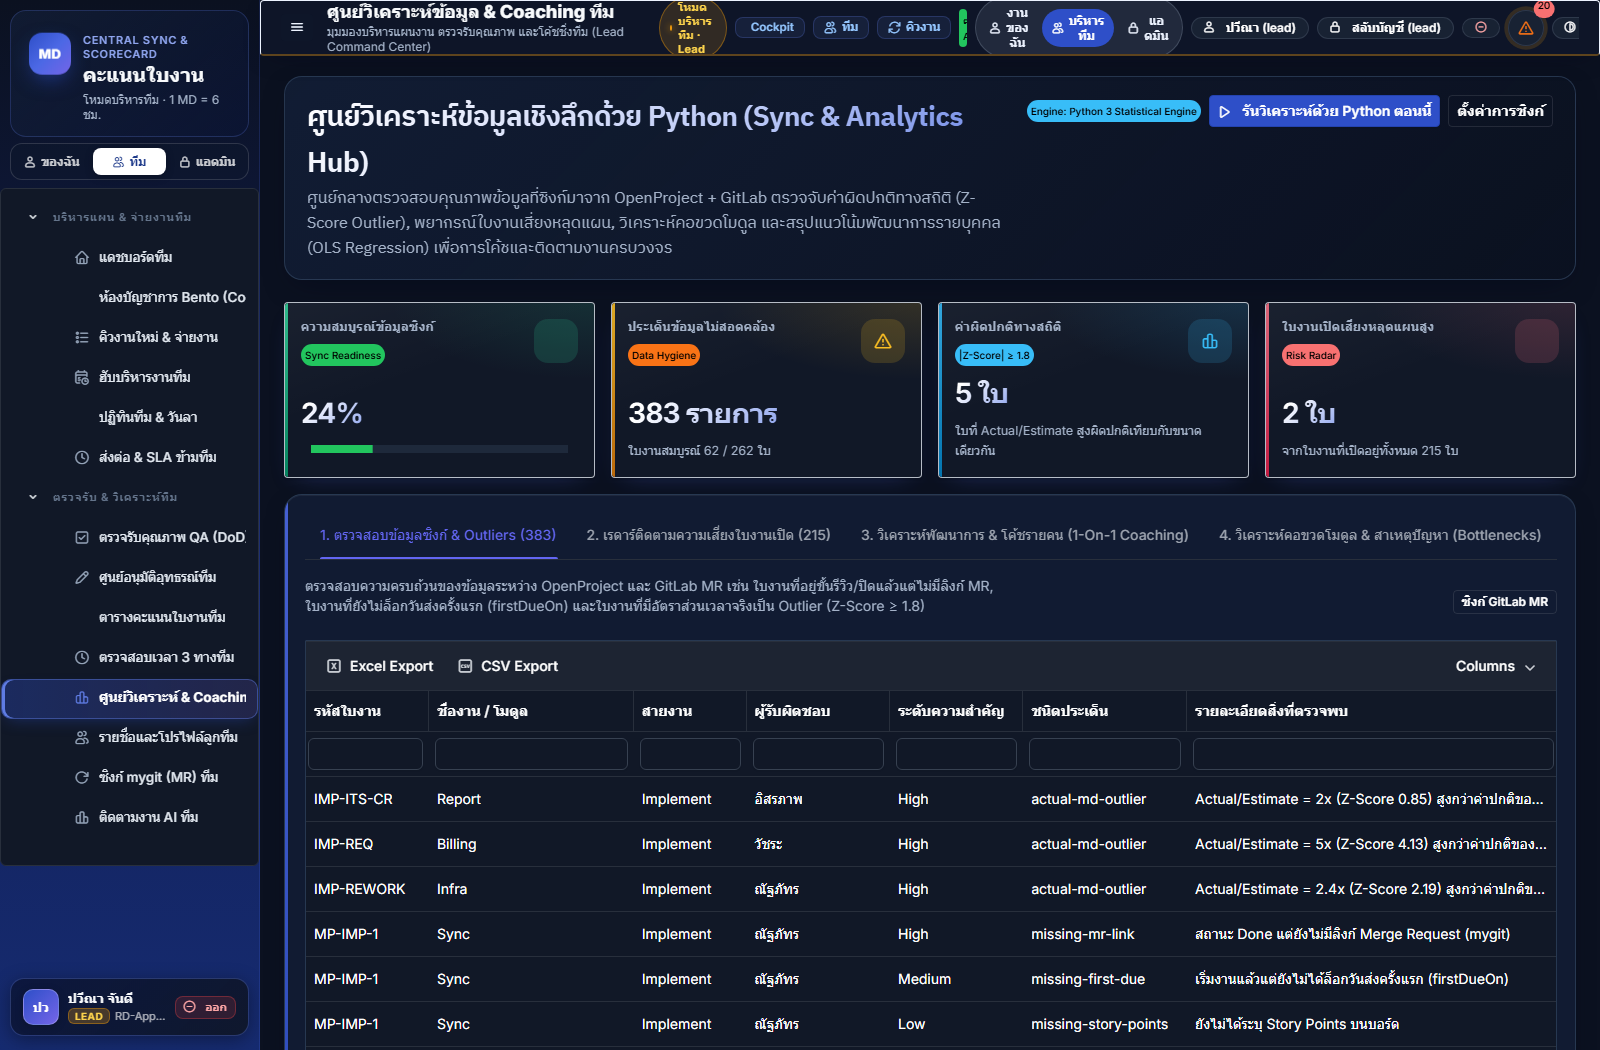 MD
CENTRAL SYNC &
SCORECARD
คะแนนใบงาน
โหมดบริหารทีม · 1 MD = 6
ชม.
ของฉัน
ทีม
แอดมิน
บริหารแผน & จ่ายงานทีม
แดชบอร์ดทีม
ห้องบัญชาการ Bento (Co
คิวงานใหม่ & จ่ายงาน
ฮับบริหารงานทีม
ปฏิทินทีม & วันลา
ส่งต่อ & SLA ข้ามทีม
ตรวจรับ & วิเคราะห์ทีม
ตรวจรับคุณภาพ QA (DoD)
ศูนย์อนุมัติอุทธรณ์ทีม
ตารางคะแนนใบงานทีม
ตรวจสอบเวลา 3 ทางทีม
ศูนย์วิเคราะห์ & Coachin
รายชื่อและโปรไฟล์ลูกทีม
ซิงก์ mygit (MR) ทีม
ติดตามงาน AI ทีม
ปว
ปวีณา จันดี
LEAD RD-App...
ออก
ศูนย์วิเคราะห์ข้อมูล & Coaching ทีม
มุมมองบริหารแผนงาน ตรวจรับคุณภาพ และโค้ชชิ่งทีม (Lead
Command Center)
โหมด
บริหาร
ทีม ·
Lead
Cockpit
ทีม
คิวงาน
งาน
ของ
ฉัน
บริหาร
ทีม
แอ
ดมิน
ปวีณา (lead)
สลับบัญชี (lead)
20
ศูนย์วิเคราะห์ข้อมูลเชิงลึกด้วย Python (Sync & Analytics
Hub)
ศูนย์กลางตรวจสอบคุณภาพข้อมูลที่ซิงก์มาจาก OpenProject + GitLab ตรวจจับค่าผิดปกติทางสถิติ (Z-
Score Outlier), พยากรณ์ใบงานเสี่ยงหลุดแผน, วิเคราะห์คอขวดโมดูล และสรุปแนวโน้มพัฒนาการรายบุคคล
(OLS Regression) เพื่อการโค้ชและติดตามงานครบวงจร
Engine: Python 3 Statistical Engine
รันวิเคราะห์ด้วย Python ตอนนี้
ตั้งค่าการซิงก์
ความสมบูรณ์ข้อมูลซิงก์
Sync Readiness
24%
ประเด็นข้อมูลไม่สอดคล้อง
Data Hygiene
383 รายการ
ใบงานสมบูรณ์ 62 / 262 ใบ
ค่าผิดปกติทางสถิติ
|Z-Score| ≥ 1.8
5 ใบ
ใบที่ Actual/Estimate สูงผิดปกติเทียบกับขนาด
เดียวกัน
ใบงานเปิดเสี่ยงหลุดแผนสูง
Risk Radar
2 ใบ
จากใบงานที่เปิดอยู่ทั้งหมด 215 ใบ
1. ตรวจสอบข้อมูลซิงก์ & Outliers (383)
2. เรดาร์ติดตามความเสี่ยงใบงานเปิด (215)
3. วิเคราะห์พัฒนาการ & โค้ชรายคน (1-On-1 Coaching)
4. วิเคราะห์คอขวดโมดูล & สาเหตุปัญหา (Bottlenecks)
ตรวจสอบความครบถ้วนของข้อมูลระหว่าง OpenProject และ GitLab MR เช่น ใบงานที่อยู่ขั้นรีวิว/ปิดแล้วแต่ไม่มีลิงก์ MR,
ใบงานที่ยังไม่ล็อกวันส่งครั้งแรก (firstDueOn) และใบงานที่มีอัตราส่วนเวลาจริงเป็น Outlier (Z-Score ≥ 1.8)
ซิงก์ GitLab MR
Excel Export
CSV Export
Columns
รหัสใบงาน ชื่องาน / โมดูล สายงาน ผู้รับผิดชอบ ระดับความสำคัญ ชนิดประเด็น รายละเอียดสิ่งที่ตรวจพบ
IMP-ITS-CR Report Implement อิสรภาพ High actual-md-outlier Actual/Estimate = 2x (Z-Score 0.85) สูงกว่าค่าปกติขอ...
IMP-REQ Billing Implement วัชระ High actual-md-outlier Actual/Estimate = 5x (Z-Score 4.13) สูงกว่าค่าปกติของ...
IMP-REWORK Infra Implement ณัฐภัทร High actual-md-outlier Actual/Estimate = 2.4x (Z-Score 2.19) สูงกว่าค่าปกติข...
MP-IMP-1 Sync Implement ณัฐภัทร High missing-mr-link สถานะ Done แต่ยังไม่มีลิงก์ Merge Request (mygit)
MP-IMP-1 Sync Implement ณัฐภัทร Medium missing-first-due เริ่มงานแล้วแต่ยังไม่ได้ล็อกวันส่งครั้งแรก (firstDueOn)
MP-IMP-1 Sync Implement ณัฐภัทร Low missing-story-points ยังไม่ได้ระบุ Story Points บนบอร์ด